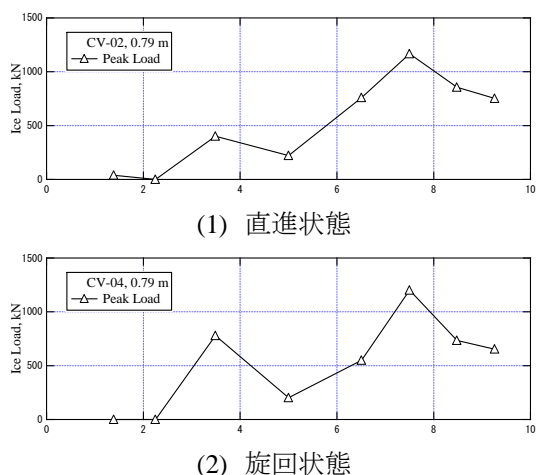 1500
CV-02, 0.79 m
Peak Load
1000
500
0
Ice Load, kN
0 2 4 6 8 10
(1) 直進状態
1500
CV-04, 0.79 m
Peak Load
1000
500
0
Ice Load, kN
0 2 4 6 8 10
(2) 旋回状態